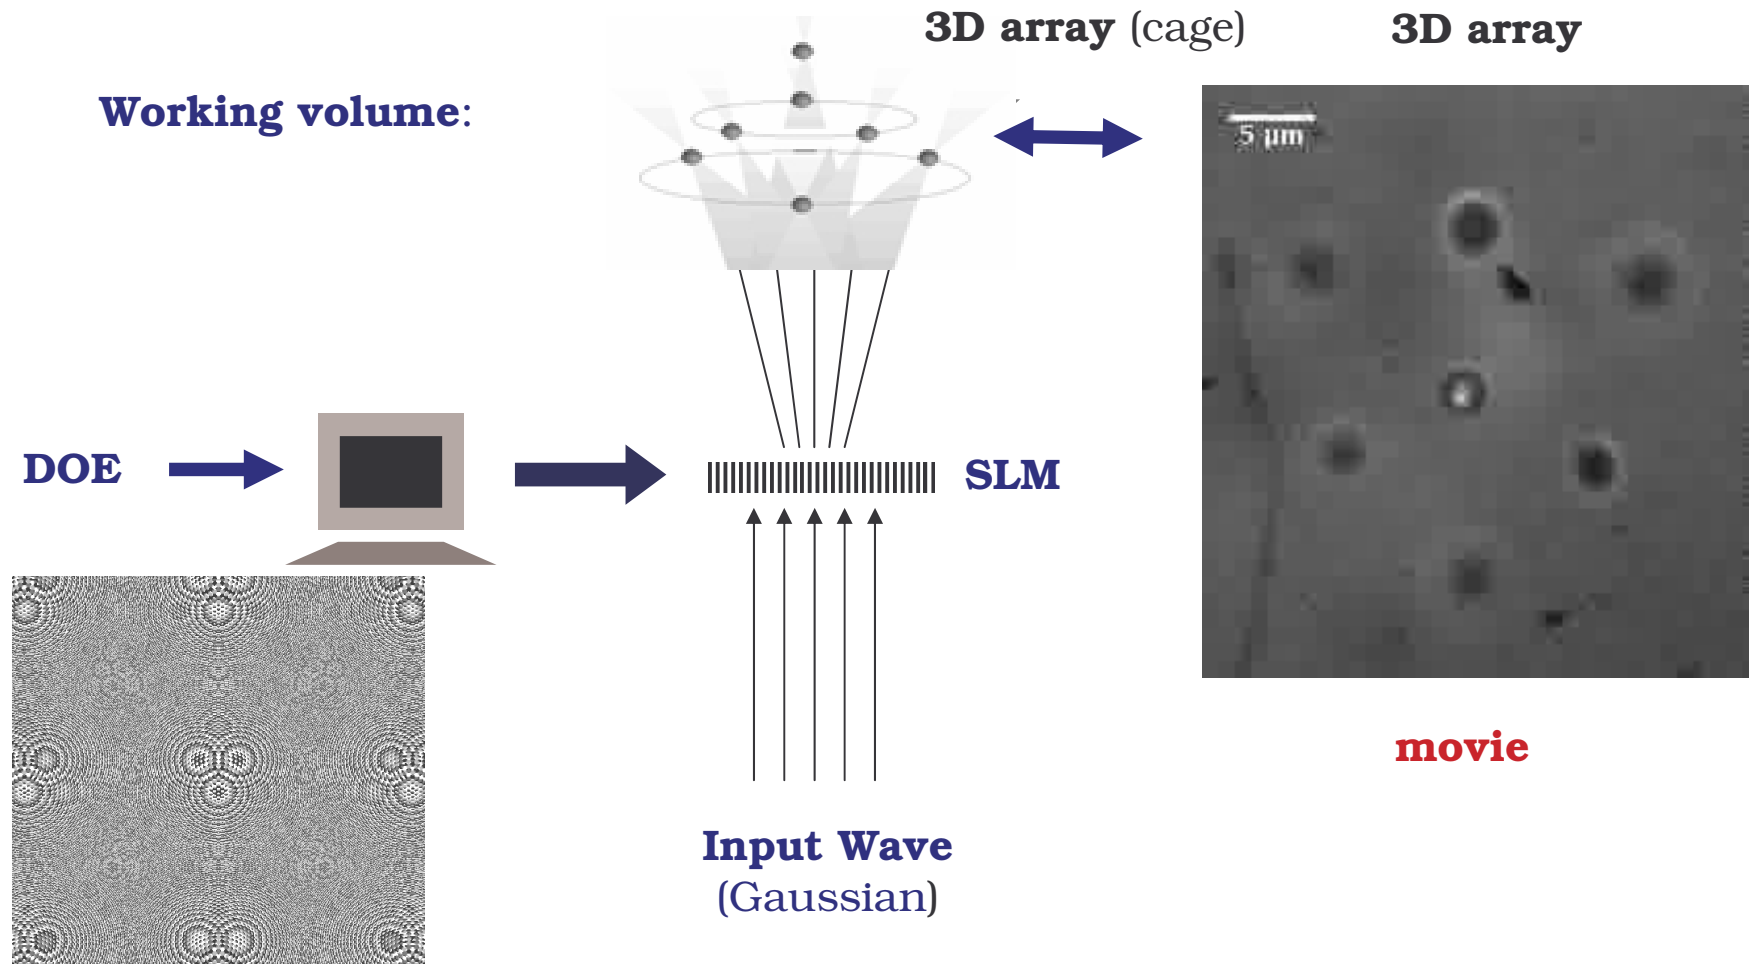 3D array (cage)
3D array
Working volume:
5 µm
DOE
SLM
movie
Input Wave
(Gaussian)